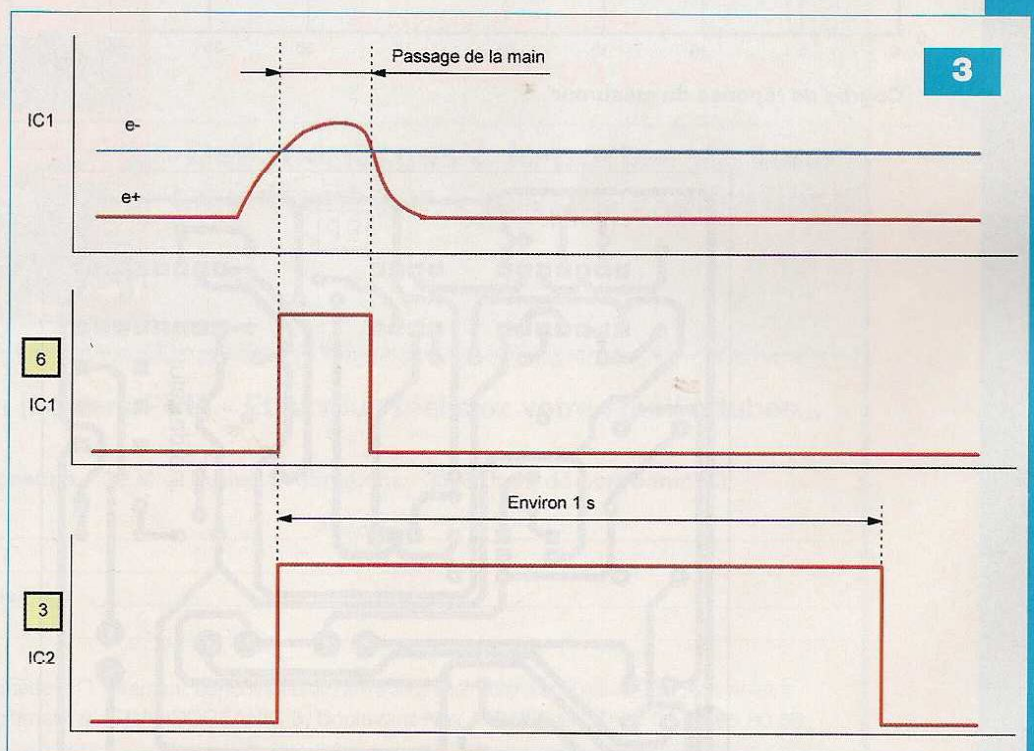 3
Passage de la main
IC1
e-
e+
6
IC1
Environ 1 s
3
IC2